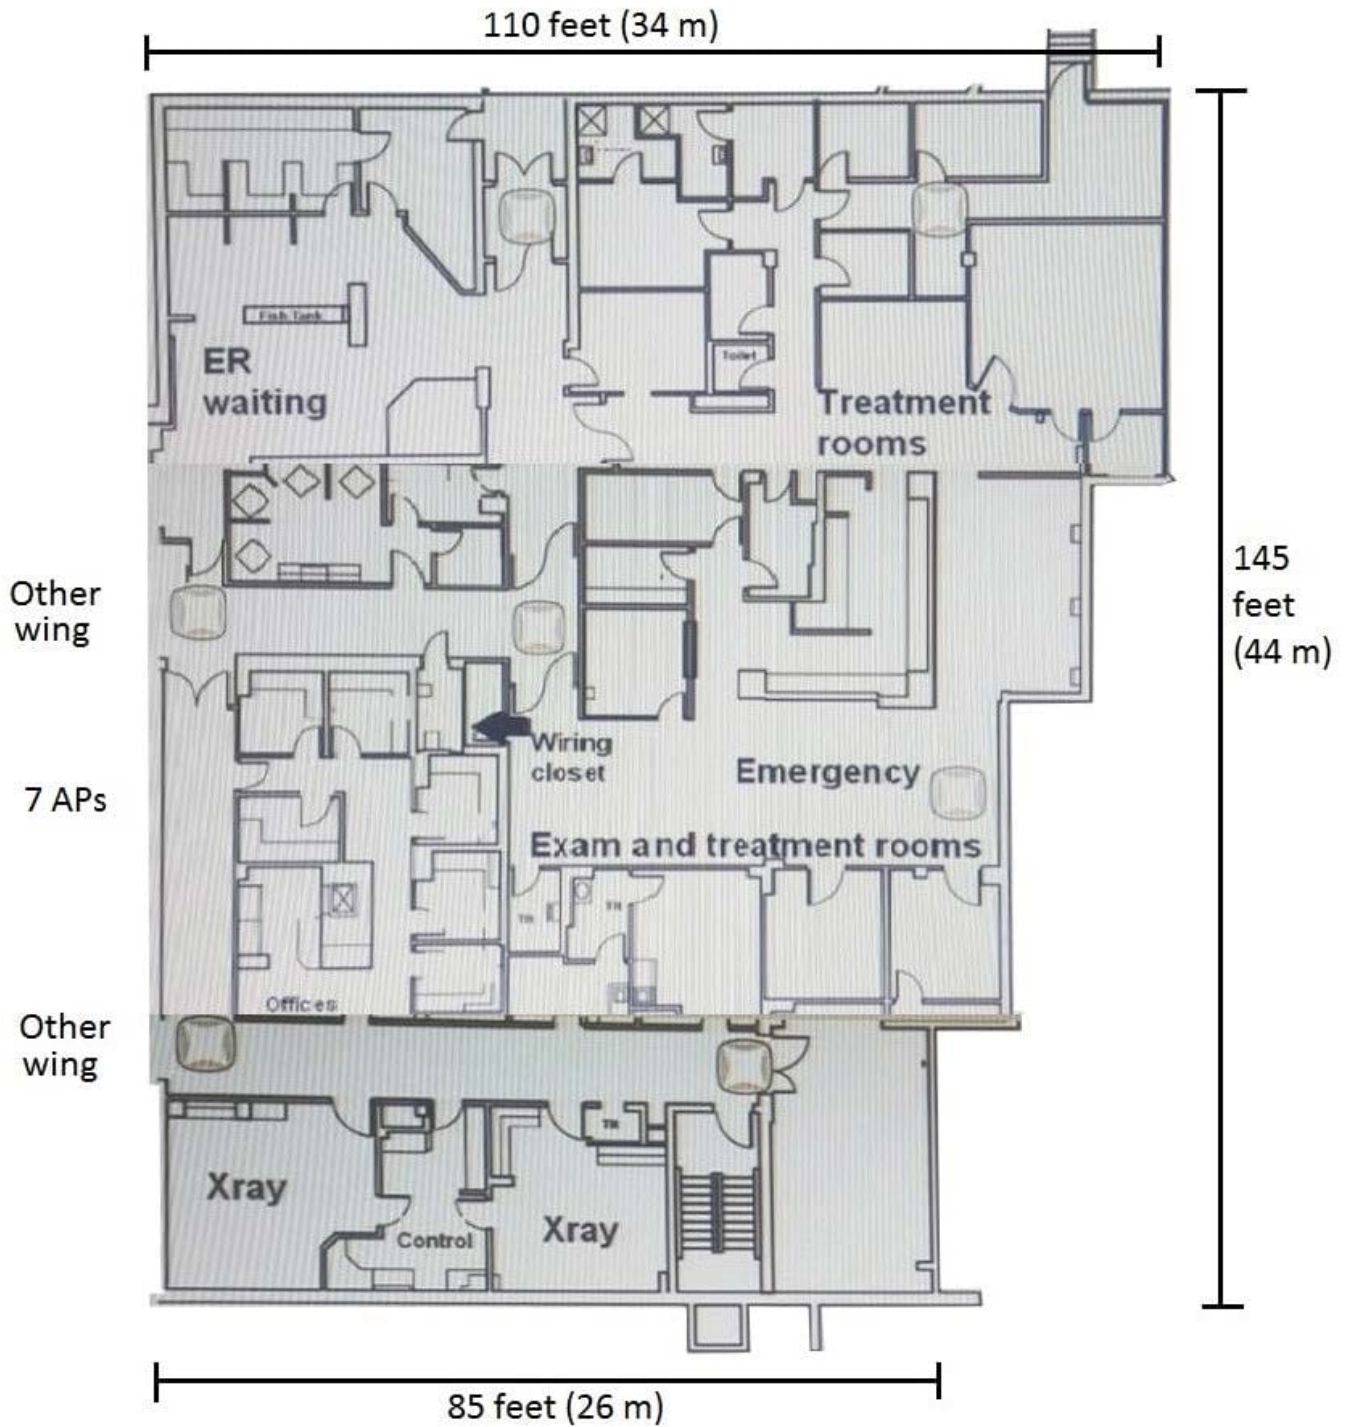 110 feet (34 m)
Fish Tank
ER
waiting
Toilet
Treatment
rooms
145
feet
(44 m)
Other
wing
Wiring
closet
Emergency
7 APs
Exam and treatment rooms
TR
Offices
Other
wing
Xray
Control
Xray
85 feet (26 m)